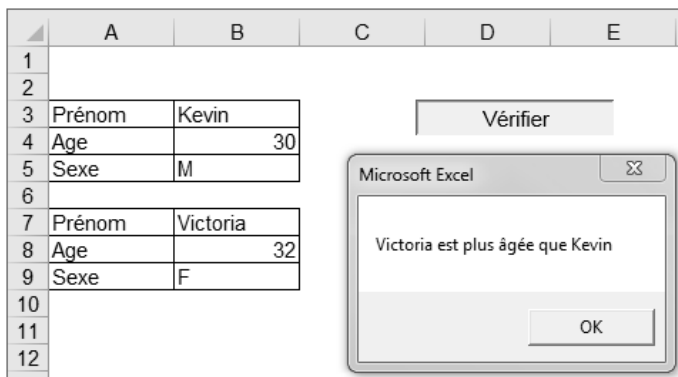 A B C D E
1
2
3 Prénom Kevin Vérifier
4 Age 30
5 Sexe M
Microsoft Excel
6
7 Prénom Victoria
8 Age 32
Victoria est plus âgée que Kevin
9 Sexe F
10
11
OK
12